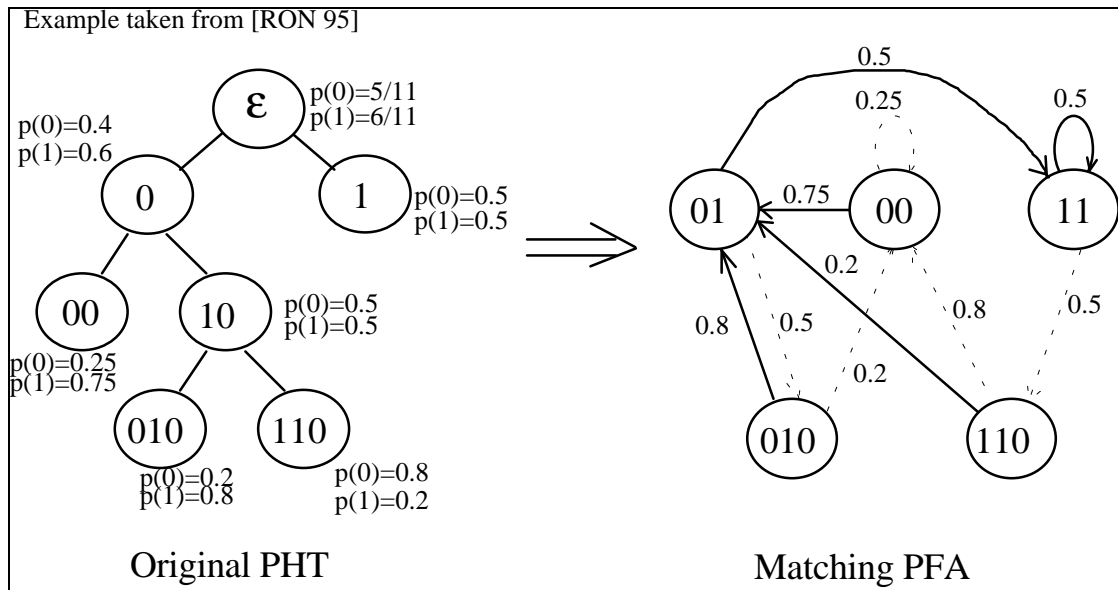 Example taken from [RON 95]
ε
p(0)=5/11
p(1)=6/11
p(0)=0.4
p(1)=0.6
0
1
p(0)=0.5
p(1)=0.5
00
10
p(0)=0.5
p(1)=0.5
p(0)=0.25
p(1)=0.75
010
110
p(0)=0.2
p(1)=0.8
p(0)=0.8
p(1)=0.2
Original PHT
0.5
0.25
0.5
01
0.75
00
11
0.2
0.8
0.5
0.8
0.5
0.2
010
110
Matching PFA